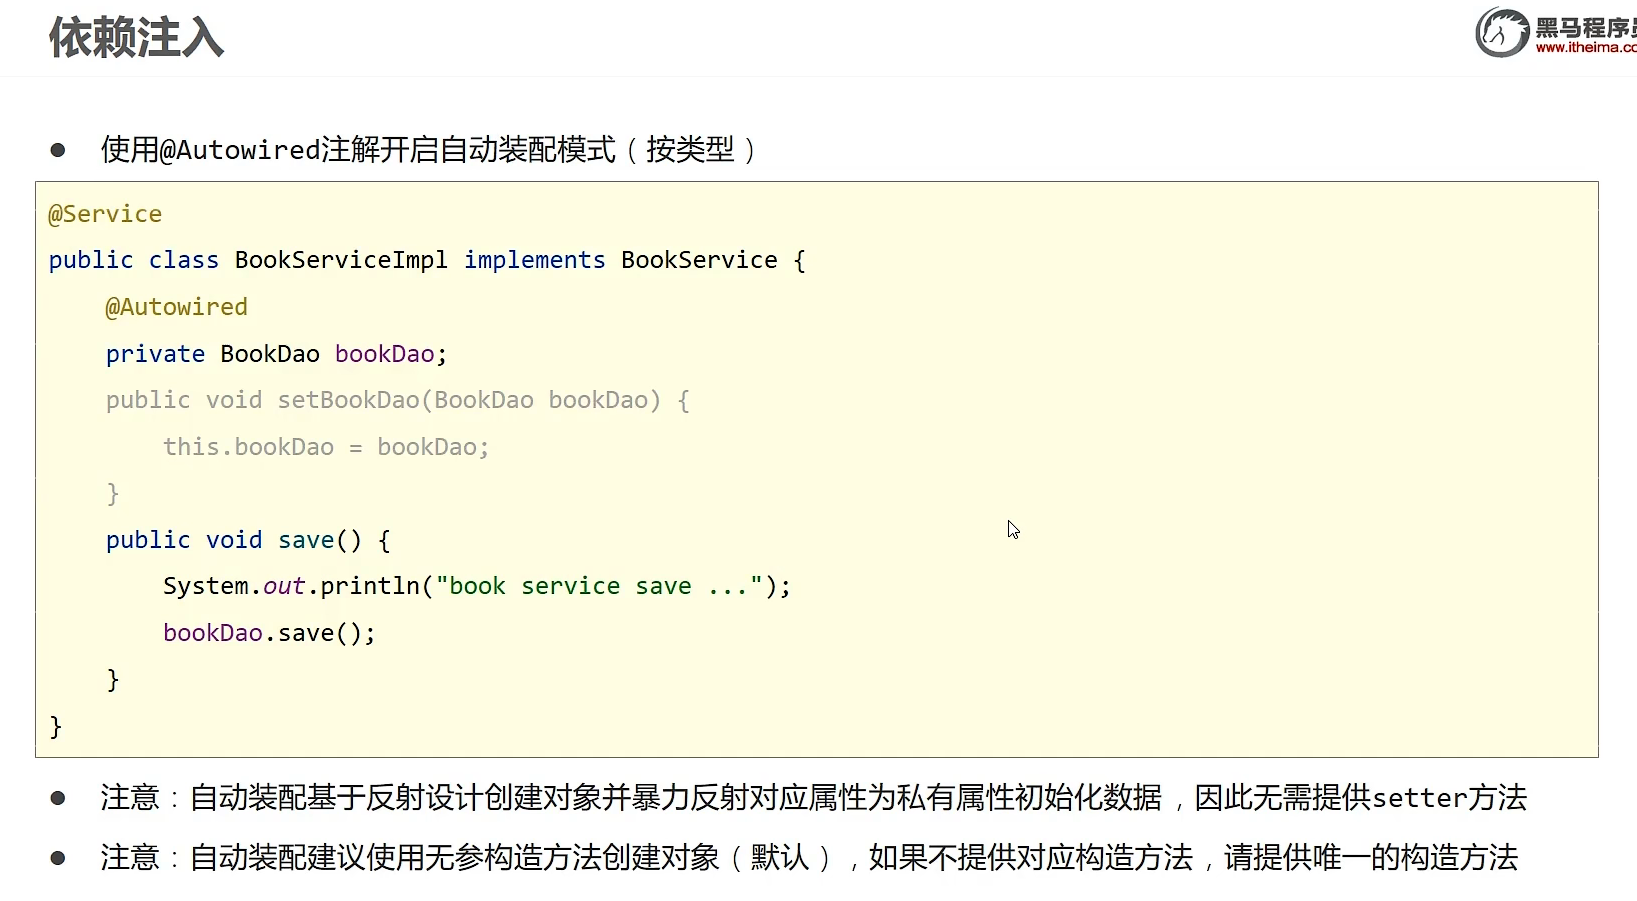 依赖注入
黑马程序员
www.itheima.co
● 使用@Autowired注解开启自动装配模式（按类型）
@Service
public class BookServiceImpl implements BookService {
    @Autowired
    private BookDao bookDao;
    public void setBookDao(BookDao bookDao) {
        this.bookDao = bookDao;
    }
    public void save() {
        System.out.println("book service save ...");
        bookDao.save();
    }
}
● 注意：自动装配基于反射设计创建对象并暴力反射对应属性为私有属性初始化数据，因此无需提供setter方法
● 注意：自动装配建议使用无参构造方法创建对象（默认），如果不提供对应构造方法，请提供唯一的构造方法